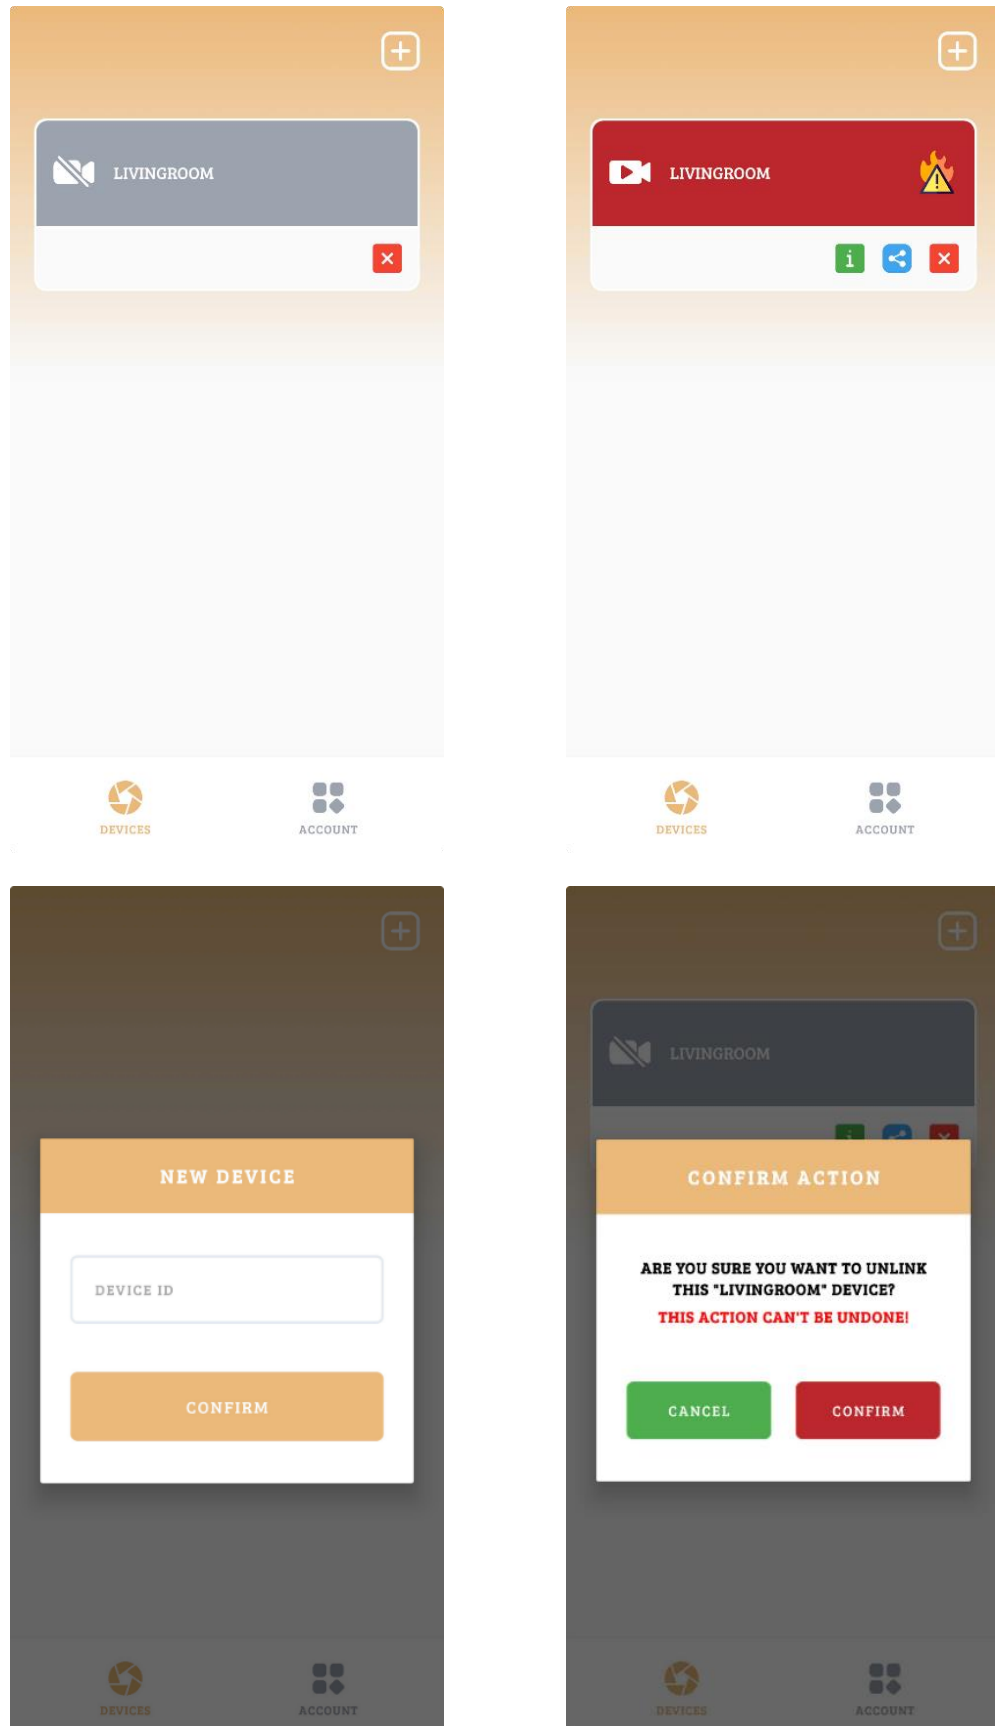 LIVINGROOM
DEVICES
ACCOUNT
LIVINGROOM
i
DEVICES
ACCOUNT
NEW DEVICE
DEVICE ID
CONFIRM
DEVICES
ACCOUNT
LIVINGROOM
CONFIRM ACTION
ARE YOU SURE YOU WANT TO UNLINK
THIS "LIVINGROOM" DEVICE?
THIS ACTION CAN'T BE UNDONE!
CANCEL
CONFIRM
DEVICES
ACCOUNT